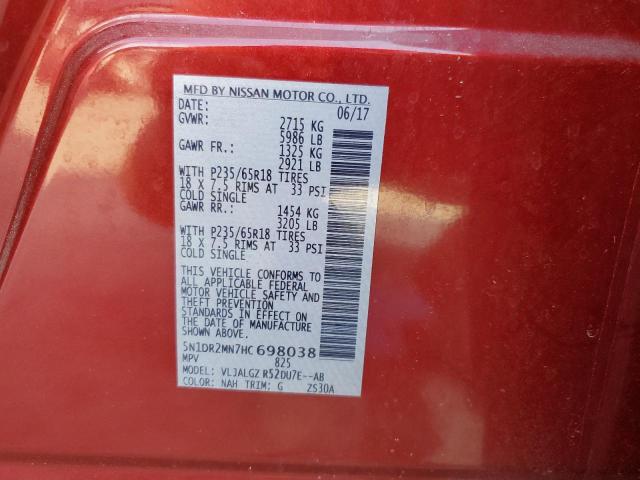 MFD BY NISSAN MOTOR CO., LTD.
DATE: 06/17
GVWR: 2715 KG
5986 LB
GAWR FR.: 1325 KG
2921 LB
WITH P235/65R18 TIRES
18 X 7.5 RIMS AT 33 PSI
COLD SINGLE
GAWR RR.: 1454 KG
3205 LB
WITH P235/65R18 TIRES
18 X 7.5 RIMS AT 33 PSI
COLD SINGLE
THIS VEHICLE CONFORMS TO
ALL APPLICABLE FEDERAL
MOTOR VEHICLE SAFETY AND
THEFT PREVENTION
STANDARDS IN EFFECT ON
THE DATE OF MANUFACTURE
SHOWN ABOVE.
5N1DR2MN7HC698038
MPV 825
MODEL: VLJALGZ R52DU7E--AB
COLOR: NAH TRIM: G ZS30A